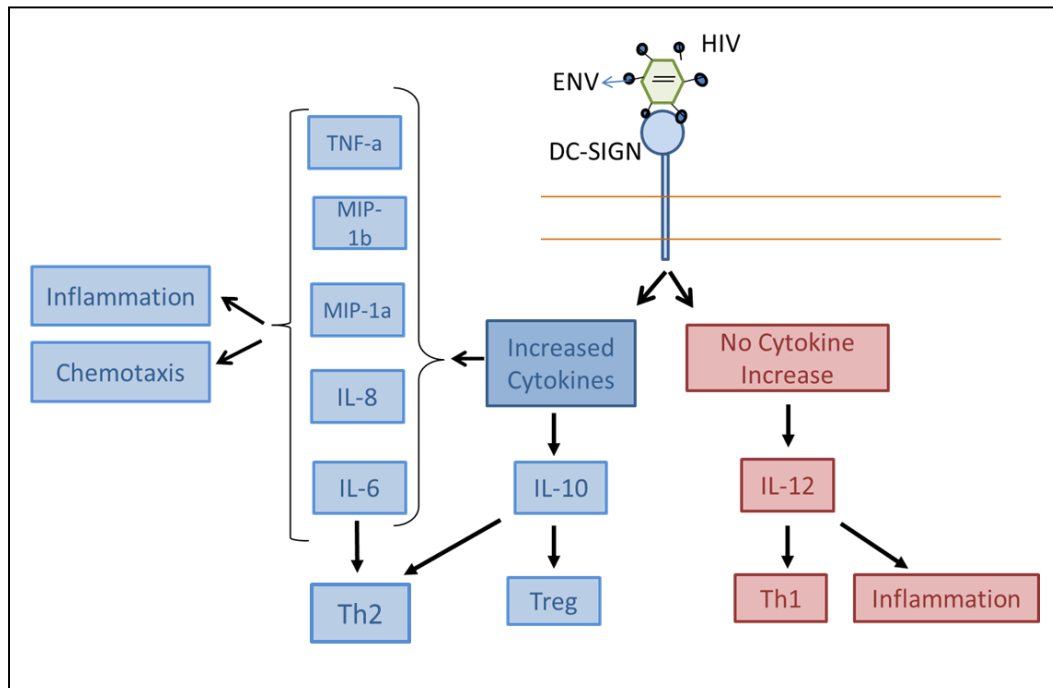 HIV
ENV
DC-SIGN
TNF-a
MIP-
1b
MIP-1a
IL-8
IL-6
Inflammation
Chemotaxis
Increased
Cytokines
No Cytokine
Increase
IL-10
IL-12
Th2
Treg
Th1
Inflammation